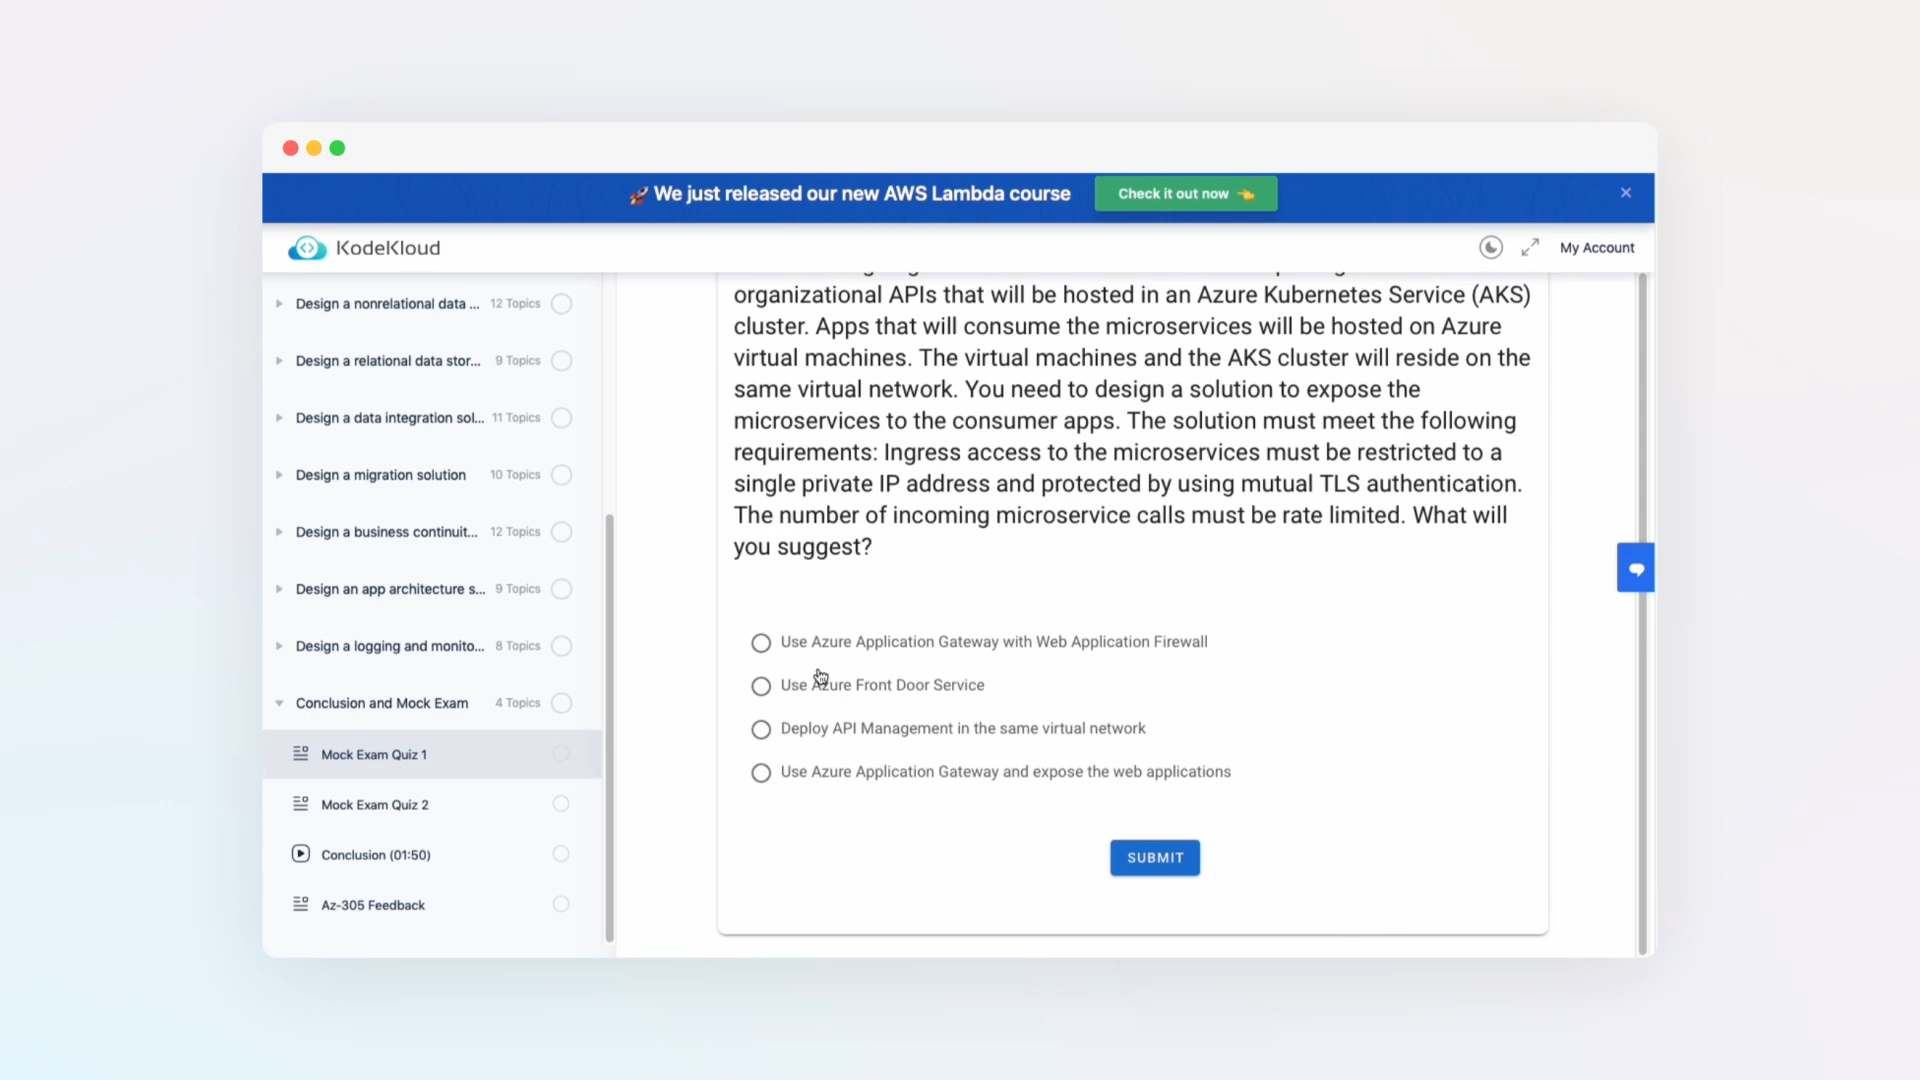 🚀 We just released our new AWS Lambda course
Check it out now 👈
KodeKloud
My Account
Design a nonrelational data ... 12 Topics
Design a relational data stor... 9 Topics
Design a data integration sol... 11 Topics
Design a migration solution 10 Topics
Design a business continuit... 12 Topics
Design an app architecture s... 9 Topics
Design a logging and monito... 8 Topics
Conclusion and Mock Exam 4 Topics
Mock Exam Quiz 1
Mock Exam Quiz 2
Conclusion (01:50)
Az-305 Feedback
organizational APIs that will be hosted in an Azure Kubernetes Service (AKS)
cluster. Apps that will consume the microservices will be hosted on Azure
virtual machines. The virtual machines and the AKS cluster will reside on the
same virtual network. You need to design a solution to expose the
microservices to the consumer apps. The solution must meet the following
requirements: Ingress access to the microservices must be restricted to a
single private IP address and protected by using mutual TLS authentication.
The number of incoming microservice calls must be rate limited. What will
you suggest?
Use Azure Application Gateway with Web Application Firewall
Use Azure Front Door Service
Deploy API Management in the same virtual network
Use Azure Application Gateway and expose the web applications
SUBMIT